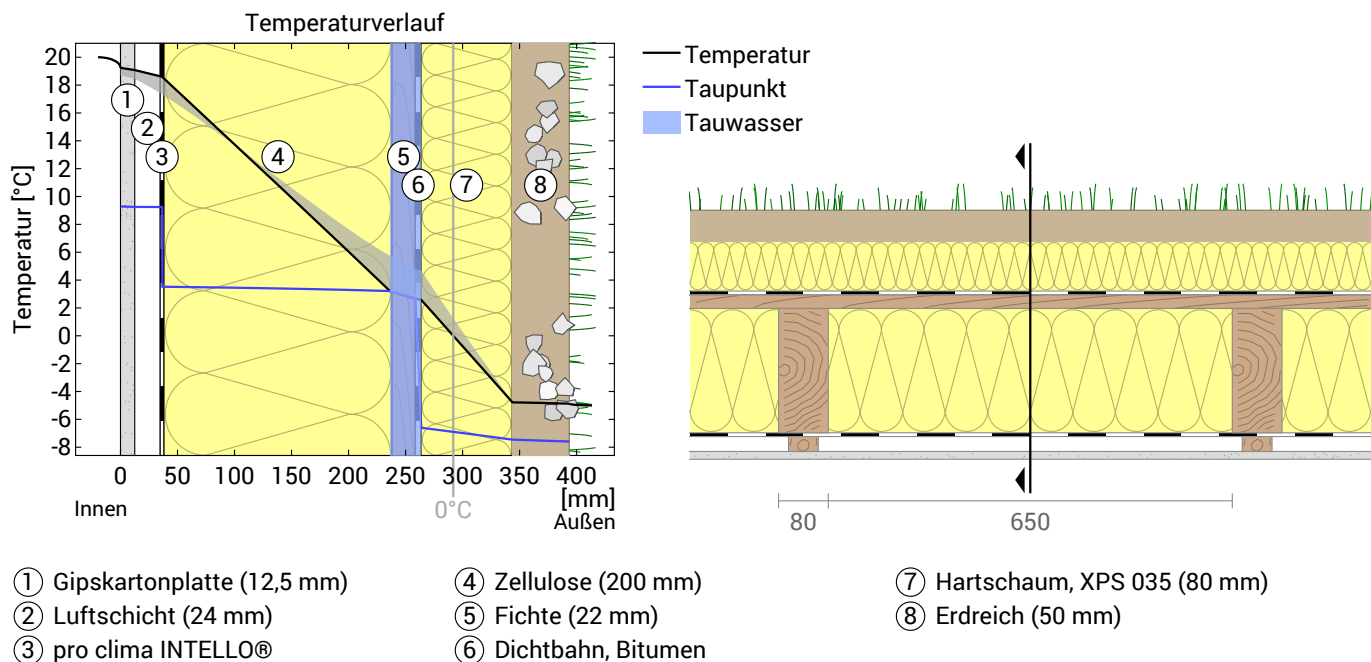 Temperaturverlauf
Temperatur [°C]
20
18
16
14
12
10
8
6
4
2
0
-2
-4
-6
-8
1
2
3
4
5
6
7
8
0 50 100 150 200 250 300 350 400 [mm]
Innen
0°C
Außen
Temperatur
Taupunkt
Tauwasser
80 650
1 Gipskartonplatte (12,5 mm)
2 Luftschicht (24 mm)
3 pro clima INTELLO®
4 Zellulose (200 mm)
5 Fichte (22 mm)
6 Dichtbahn, Bitumen
7 Hartschaum, XPS 035 (80 mm)
8 Erdreich (50 mm)